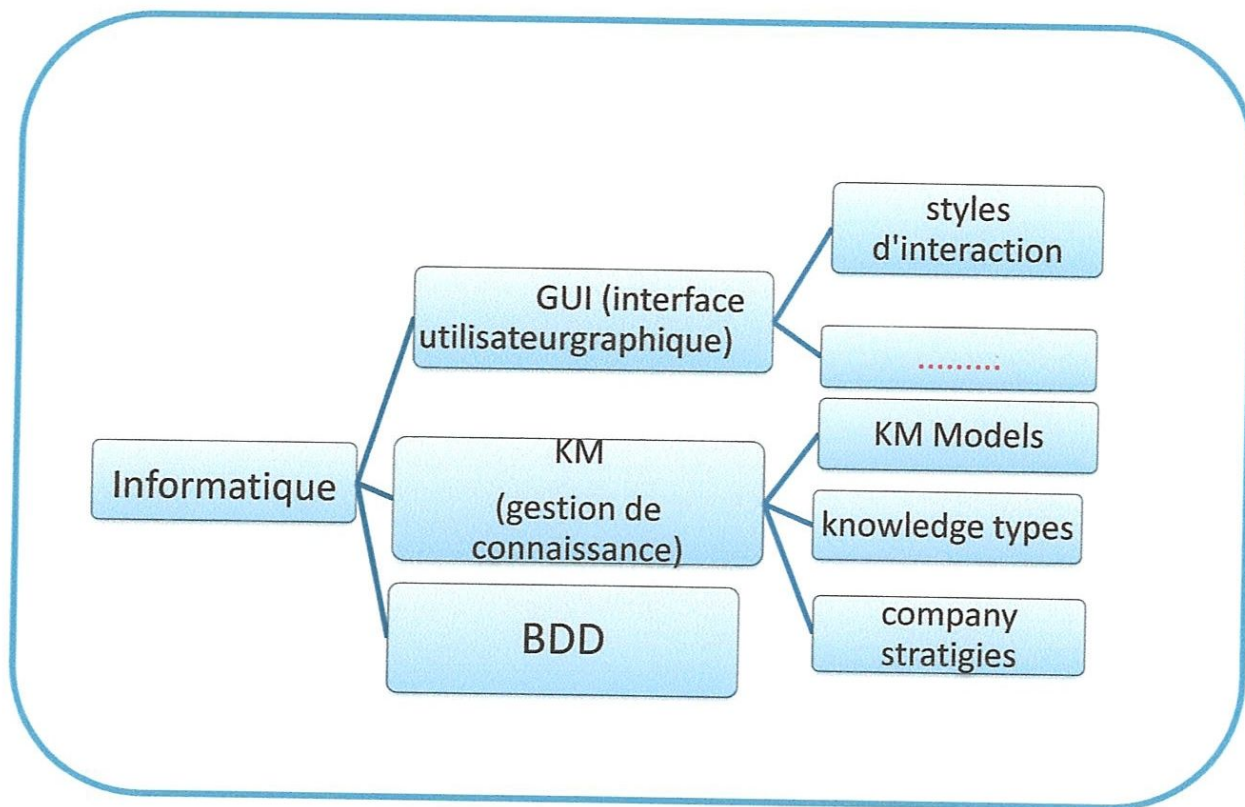 styles
d'interaction
GUI (interface
utilisateurgraphique)
.........
KM Models
Informatique
KM
(gestion de
connaissance)
knowledge types
BDD
company
stratigies